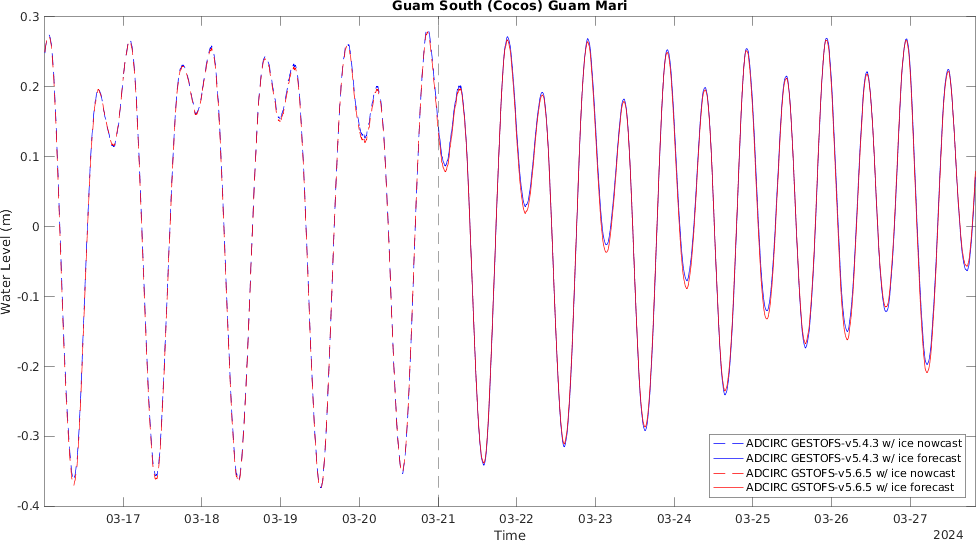 Guam South (Cocos) Guam Mari
0.3
0.2
0.1
0
-0.1
-0.2
-0.3
-0.4
Water Level (m)
ADCIRC GESTOFS-v5.4.3 w/ ice nowcast
ADCIRC GESTOFS-v5.4.3 w/ ice forecast
ADCIRC GSTOFS-v5.6.5 w/ ice nowcast
ADCIRC GSTOFS-v5.6.5 w/ ice forecast
03-17 03-18 03-19 03-20 03-21 03-22 03-23 03-24 03-25 03-26 03-27
Time
2024